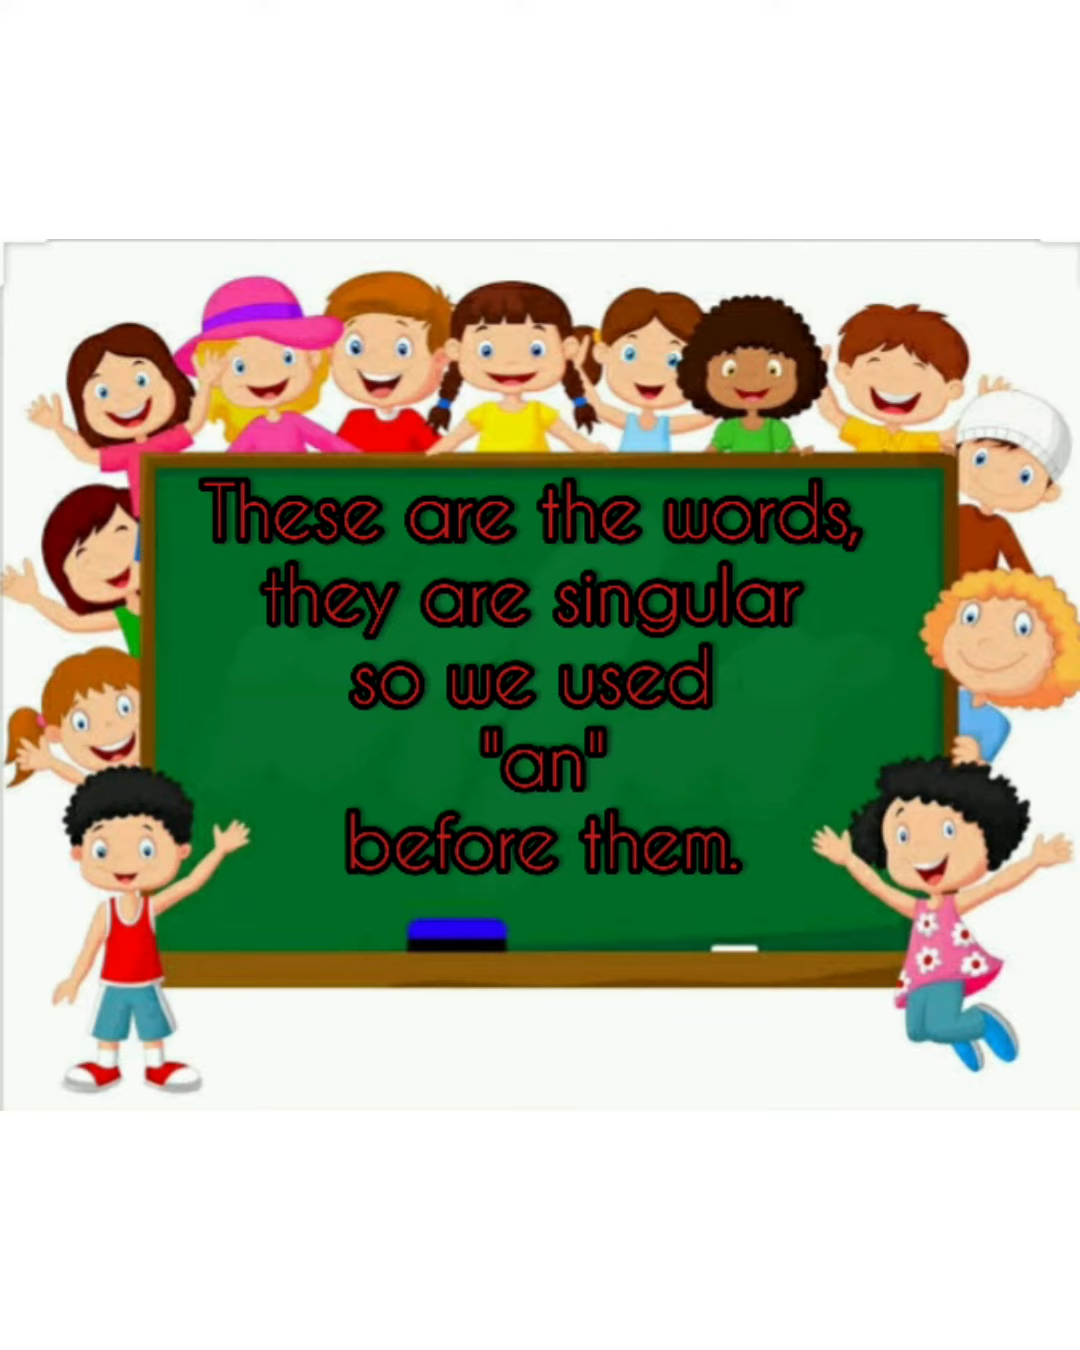 These are the words,
they are singular
so we used
"an"
before them.